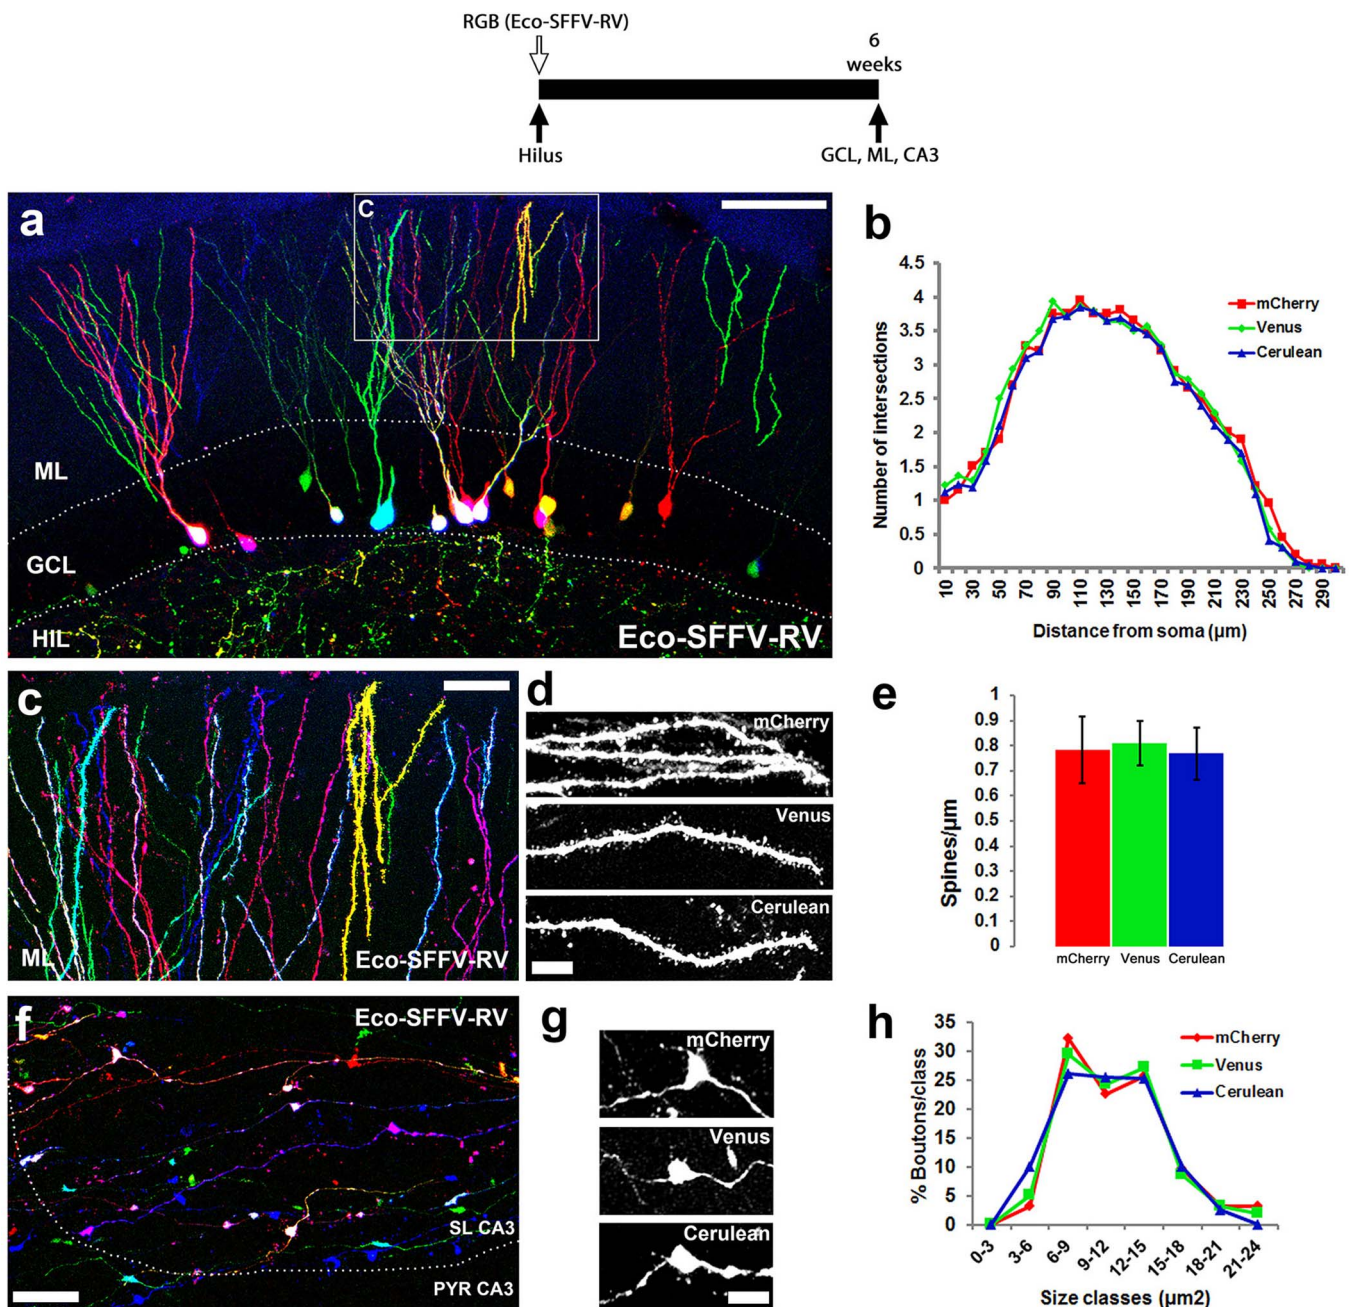 RGB (Eco-SFFV-RV)
6
weeks
Hilus
GCL, ML, CA3
a
C
ML
GCL
HIL
Eco-SFFV-RV
b
4.5
4
3.5
3
2.5
2
1.5
1
0.5
0
Number of intersections
mCherry
Venus
Cerulean
10 30 50 70 90 110 130 150 170 190 210 230 250 270 290
Distance from soma (µm)
c
ML
Eco-SFFV-RV
d
mCherry
Venus
Cerulean
e
1
0.9
0.8
0.7
0.6
0.5
0.4
0.3
0.2
0.1
0
Spines/µm
mCherry Venus Cerulean
f
Eco-SFFV-RV
SL CA3
PYR CA3
g
mCherry
Venus
Cerulean
h
35
30
25
20
15
10
5
0
% Boutons/class
mCherry
Venus
Cerulean
0-3 3-6 6-9 9-12 12-15 15-18 18-21 21-24
Size classes (µm2)